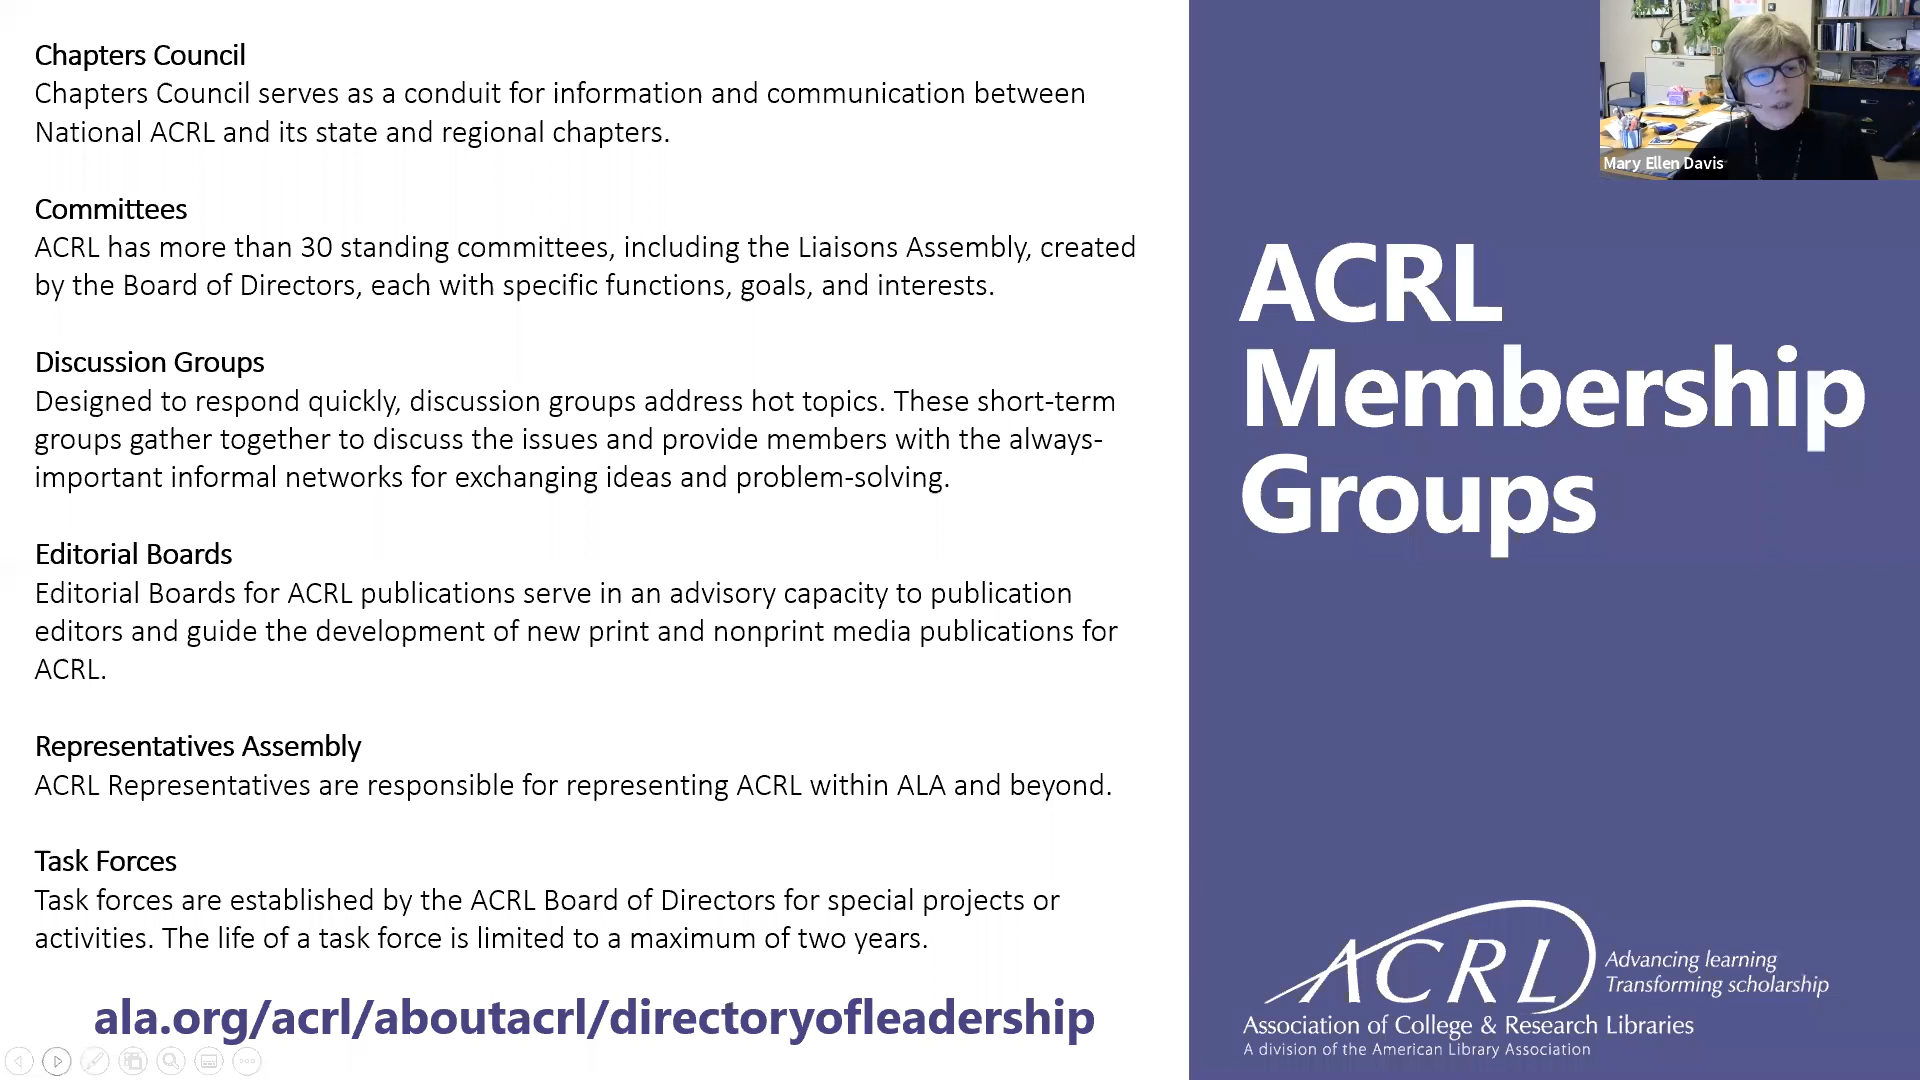 Chapters Council
Chapters Council serves as a conduit for information and communication between
National ACRL and its state and regional chapters.
Committees
ACRL has more than 30 standing committees, including the Liaisons Assembly, created
by the Board of Directors, each with specific functions, goals, and interests.
Discussion Groups
Designed to respond quickly, discussion groups address hot topics. These short-term
groups gather together to discuss the issues and provide members with the always-
important informal networks for exchanging ideas and problem-solving.
Editorial Boards
Editorial Boards for ACRL publications serve in an advisory capacity to publication
editors and guide the development of new print and nonprint media publications for
ACRL.
Representatives Assembly
ACRL Representatives are responsible for representing ACRL within ALA and beyond.
Task Forces
Task forces are established by the ACRL Board of Directors for special projects or
activities. The life of a task force is limited to a maximum of two years.
ala.org/acrl/aboutacrl/directoryofleadership
Mary Ellen Davis
ACRL
Membership
Groups
ACRL
Advancing learning
Transforming scholarship
Association of College & Research Libraries
A division of the American Library Association